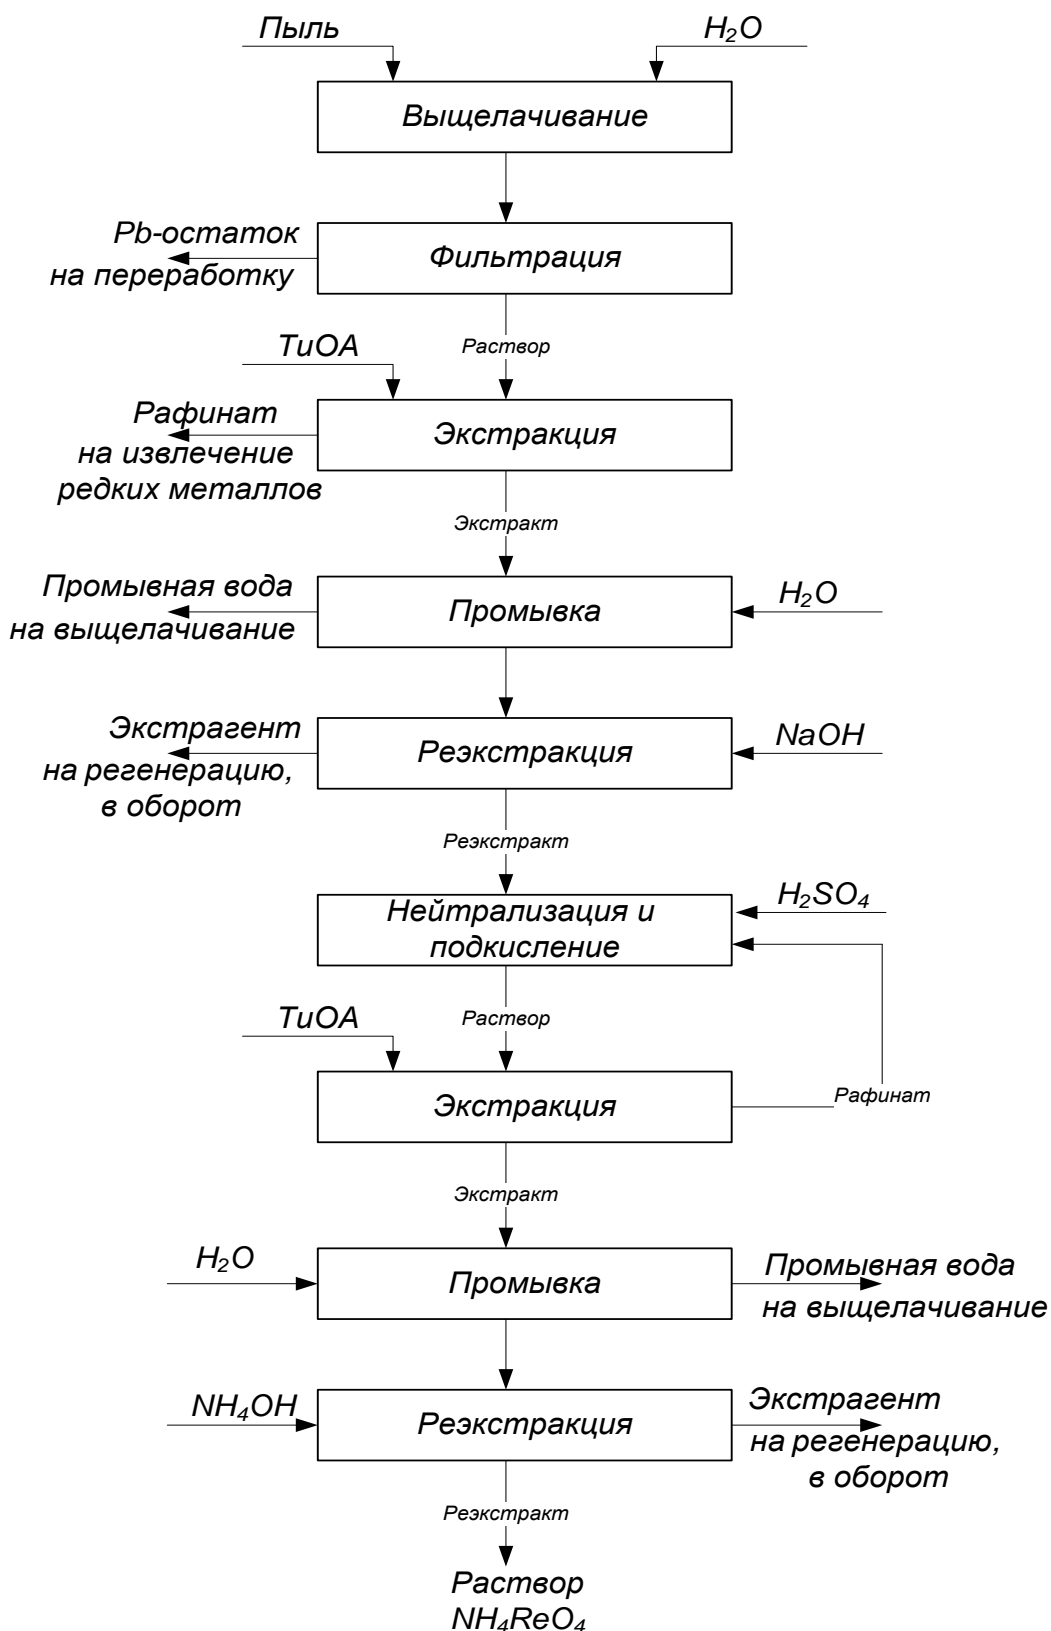 Пыль
H₂O
Выщелачивание
Pb-остаток
на переработку
Фильтрация
ТиОА
Раствор
Рафинат
на извлечение
редких металлов
Экстракция
Экстракт
Промывная вода
на выщелачивание
Промывка
H₂O
Экстрагент
на регенерацию,
в оборот
Реэкстракция
NaOH
Реэкстракт
Нейтрализация и
подкисление
H₂SO₄
ТиОА
Раствор
Экстракция
Рафинат
Экстракт
H₂O
Промывка
Промывная вода
на выщелачивание
NH₄OH
Реэкстракция
Экстрагент
на регенерацию,
в оборот
Реэкстракт
Раствор
NH₄ReO₄